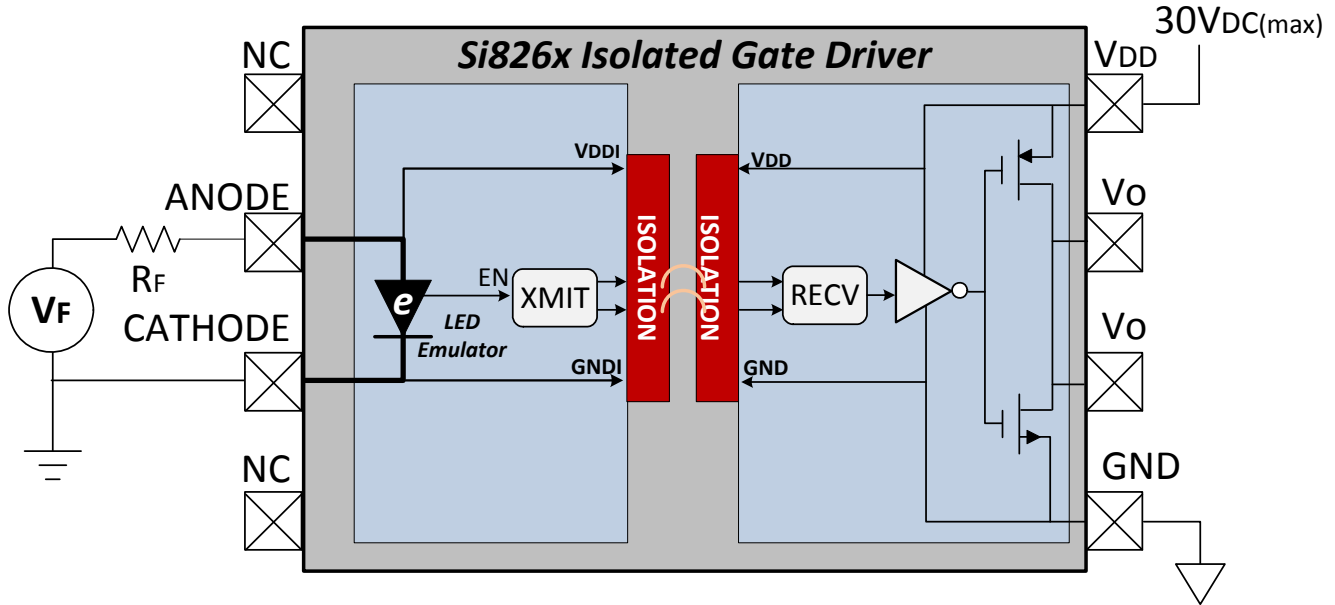 30VDC(max)
Si826x Isolated Gate Driver
NC
VDD
VDDI
VDD
ANODE
Vo
RF
ISOLATION
ISOLATION
EN
XMIT
RECV
e
VF
LED
Emulator
CATHODE
Vo
GNDI
GND
NC
GND